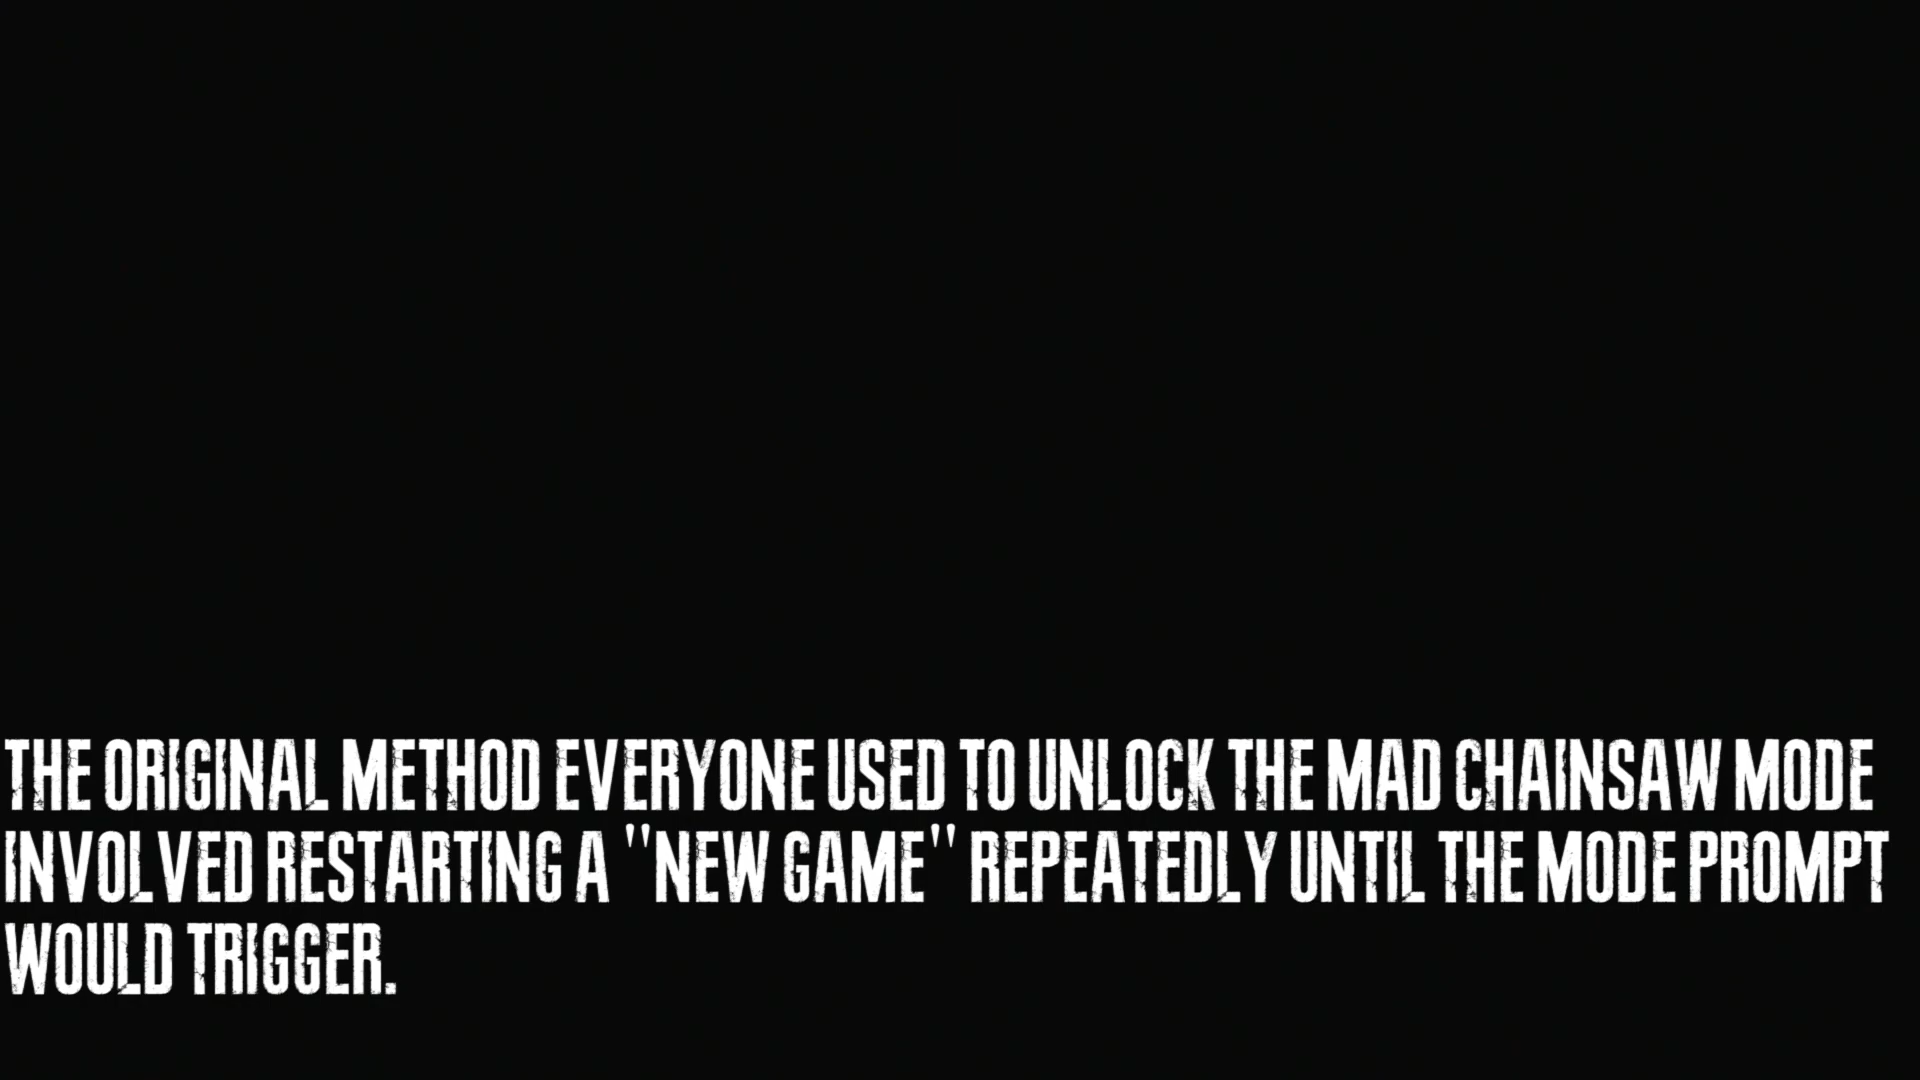 THE ORIGINAL METHOD EVERYONE USED TO UNLOCK THE MAD CHAINSAW MODE
INVOLVED RESTARTING A "NEW GAME" REPEATEDLY UNTIL THE MODE PROMPT
WOULD TRIGGER.